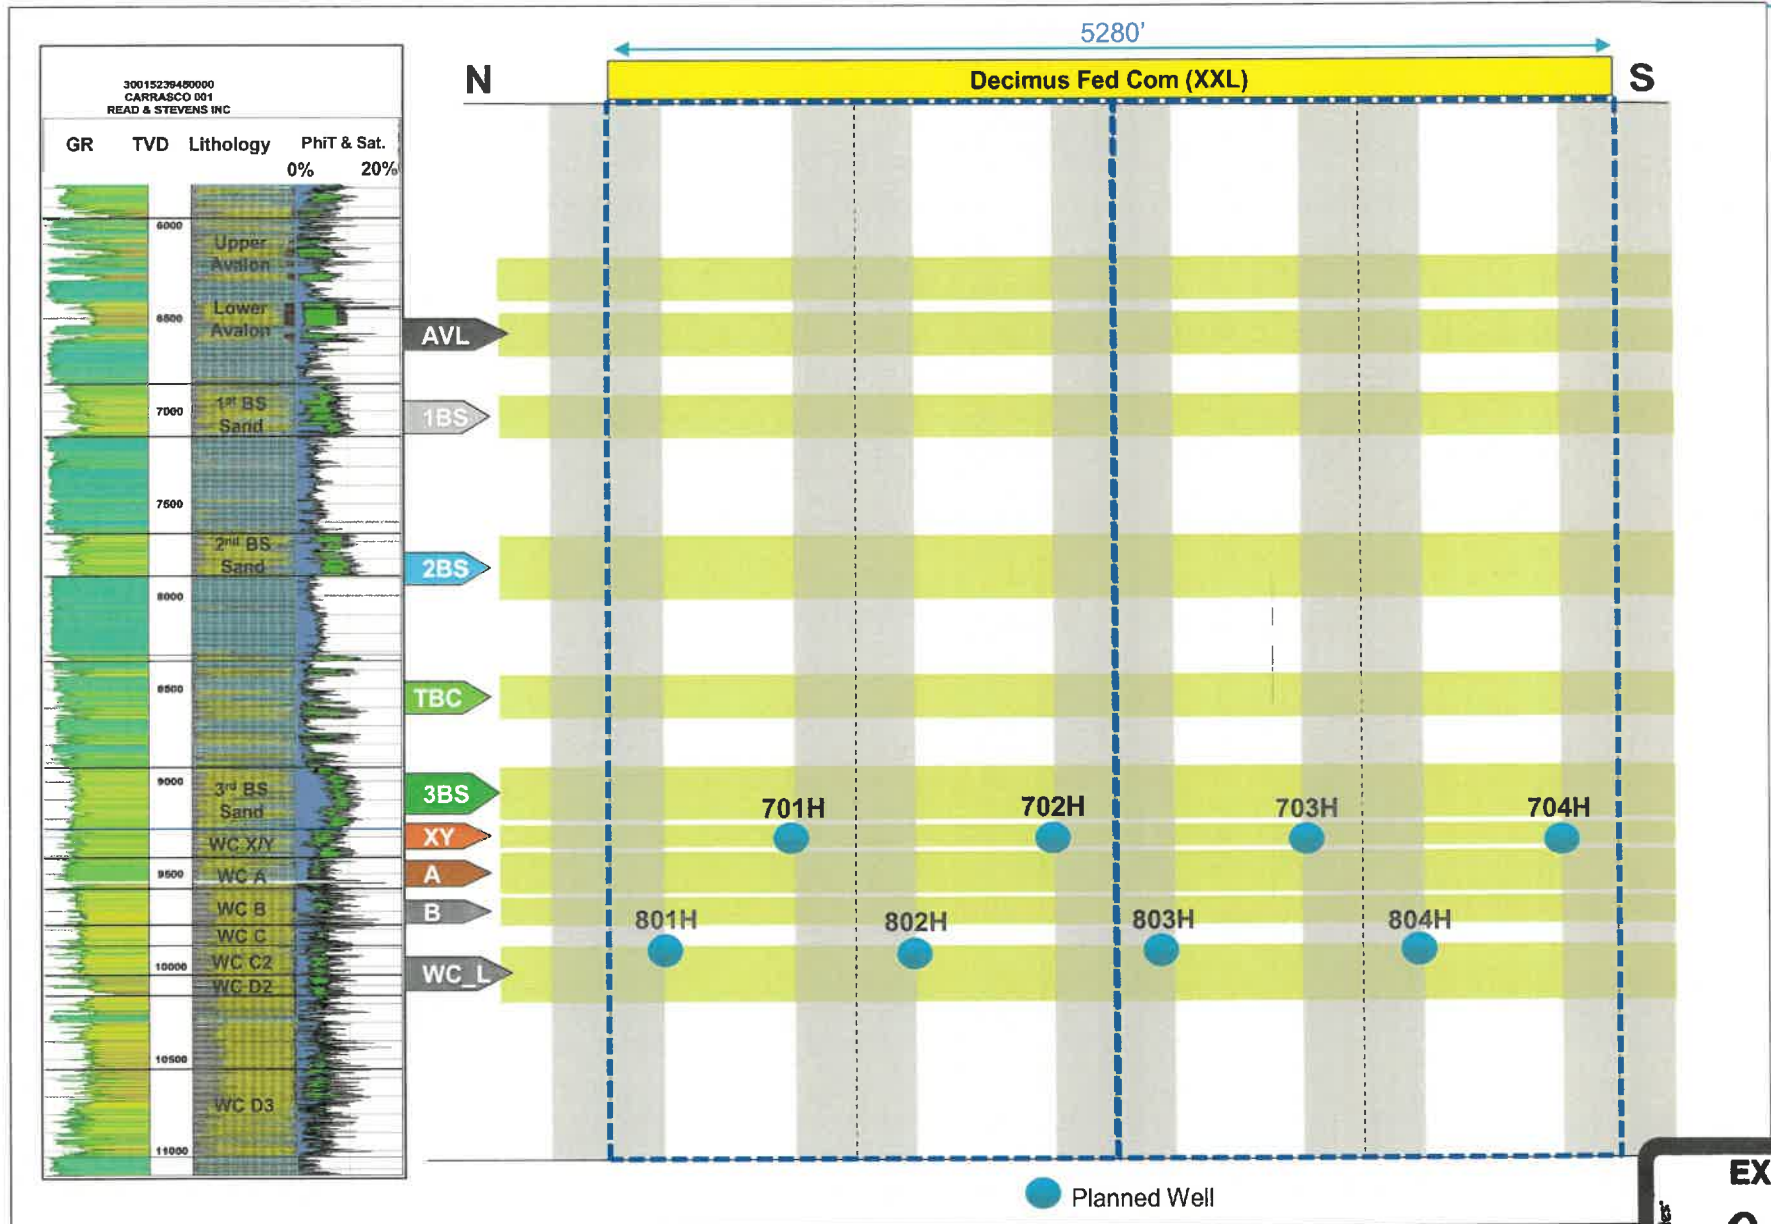 5280'
Decimus Fed Com (XXL)
N
S
30015239450000
CARRASCO 001
READ & STEVENS INC
GR TVD Lithology PhiT & Sat.
0% 20%
6000
Upper
Avalon
Lower
6500
Avalon
AVL
1st BS
7000
Sand
1BS
7500
2nd BS
Sand
2BS
8000
8500
TBC
9000
3rd BS
Sand
3BS
701H 702H 703H 704H
WC X/Y
XY
9500
WC A
A
WC B
B
801H 802H 803H 804H
WC C
WC C2
10000
WC_L
WC D2
10500
WC D3
11000
Planned Well
EX